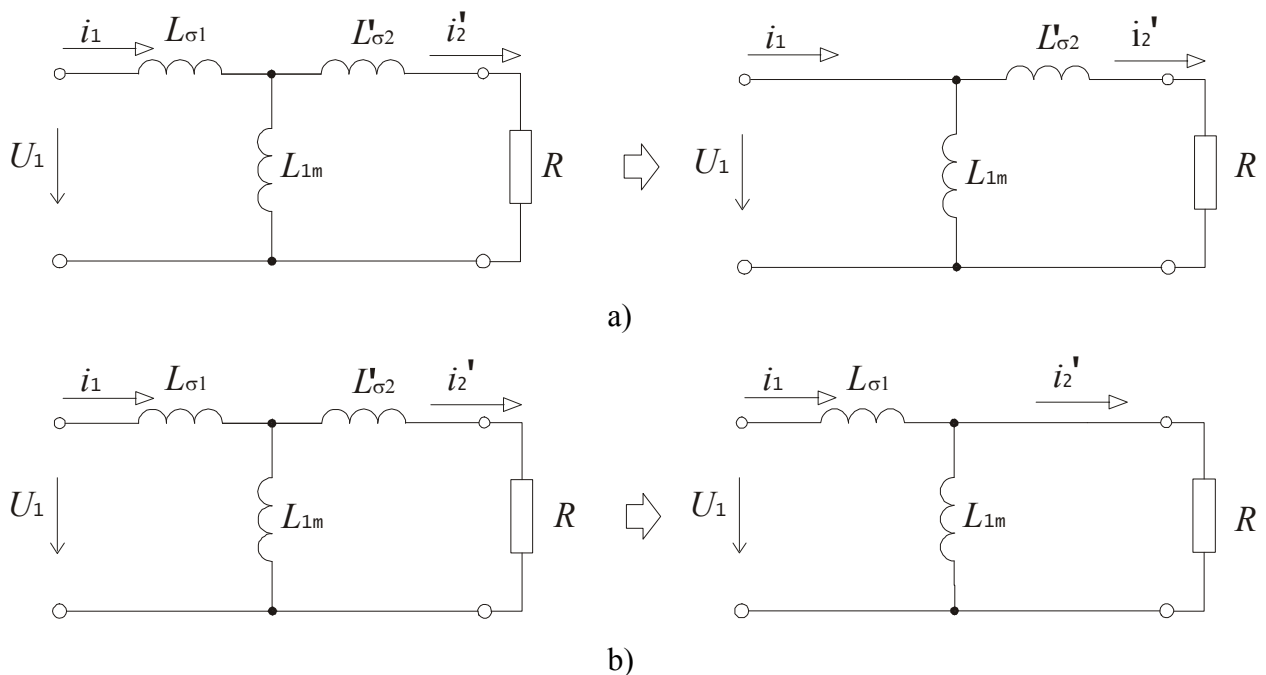 i1 Lσ1 L'σ2 i2' i1 L'σ2 i2'
U1 L1m R U1 L1m R
a)
i1 Lσ1 L'σ2 i2' i1 Lσ1 i2'
U1 L1m R U1 L1m R
b)